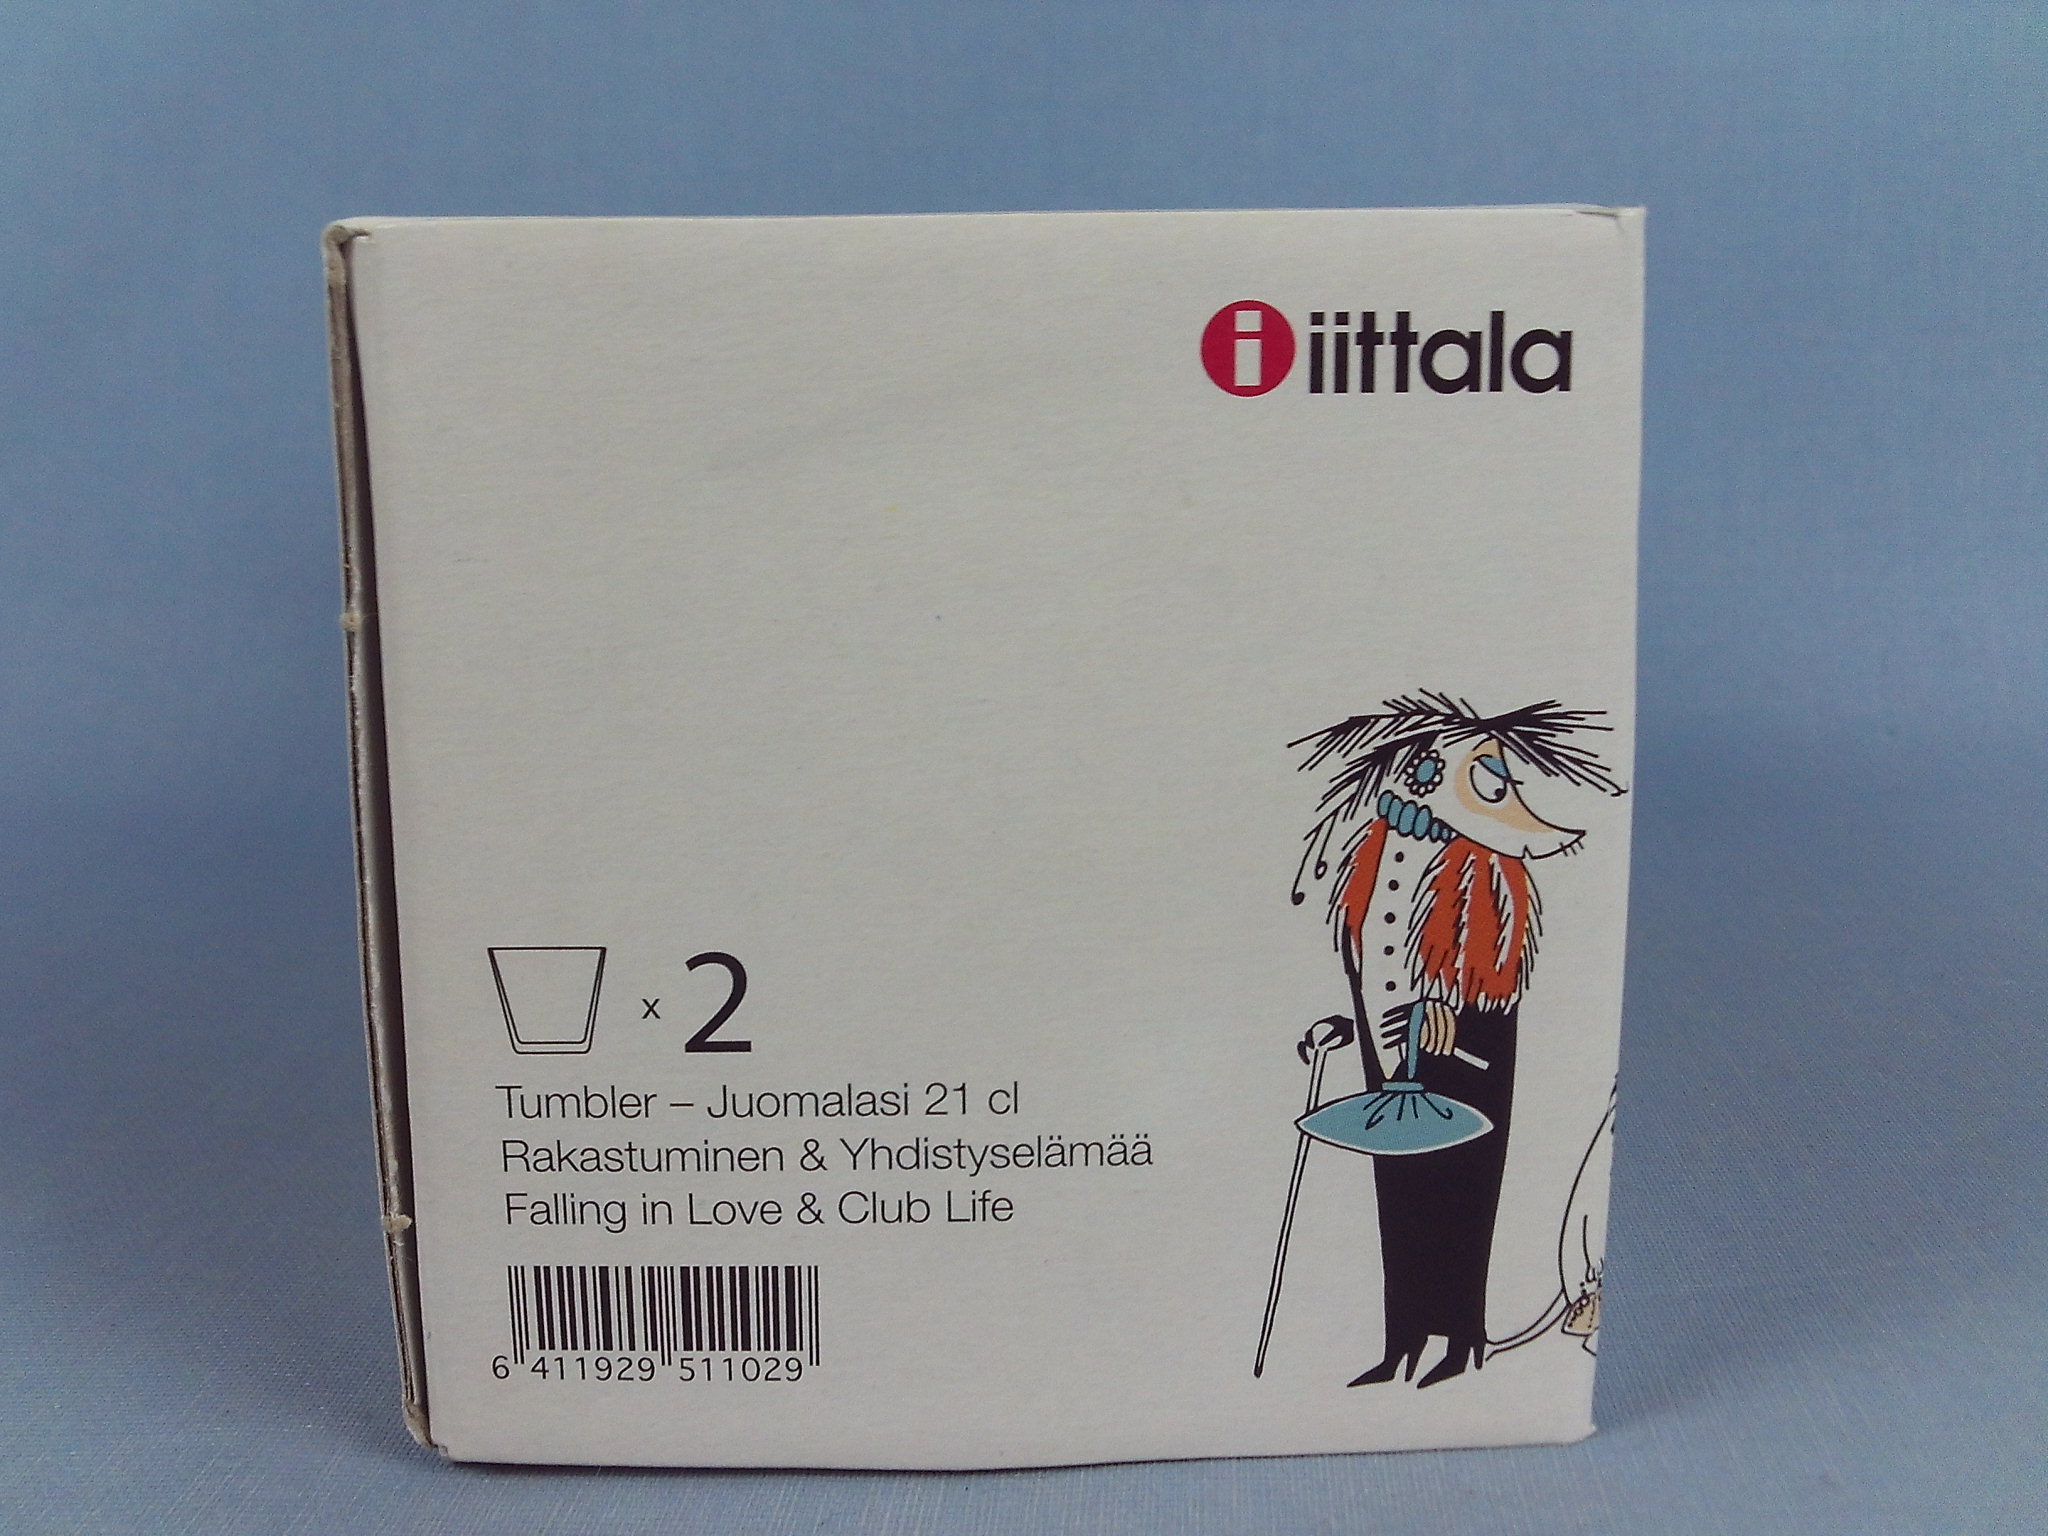 i iittala
x 2
Tumbler – Juomalasi 21 cl
Rakastuminen & Yhdistyselämää
Falling in Love & Club Life
6 411929 511029